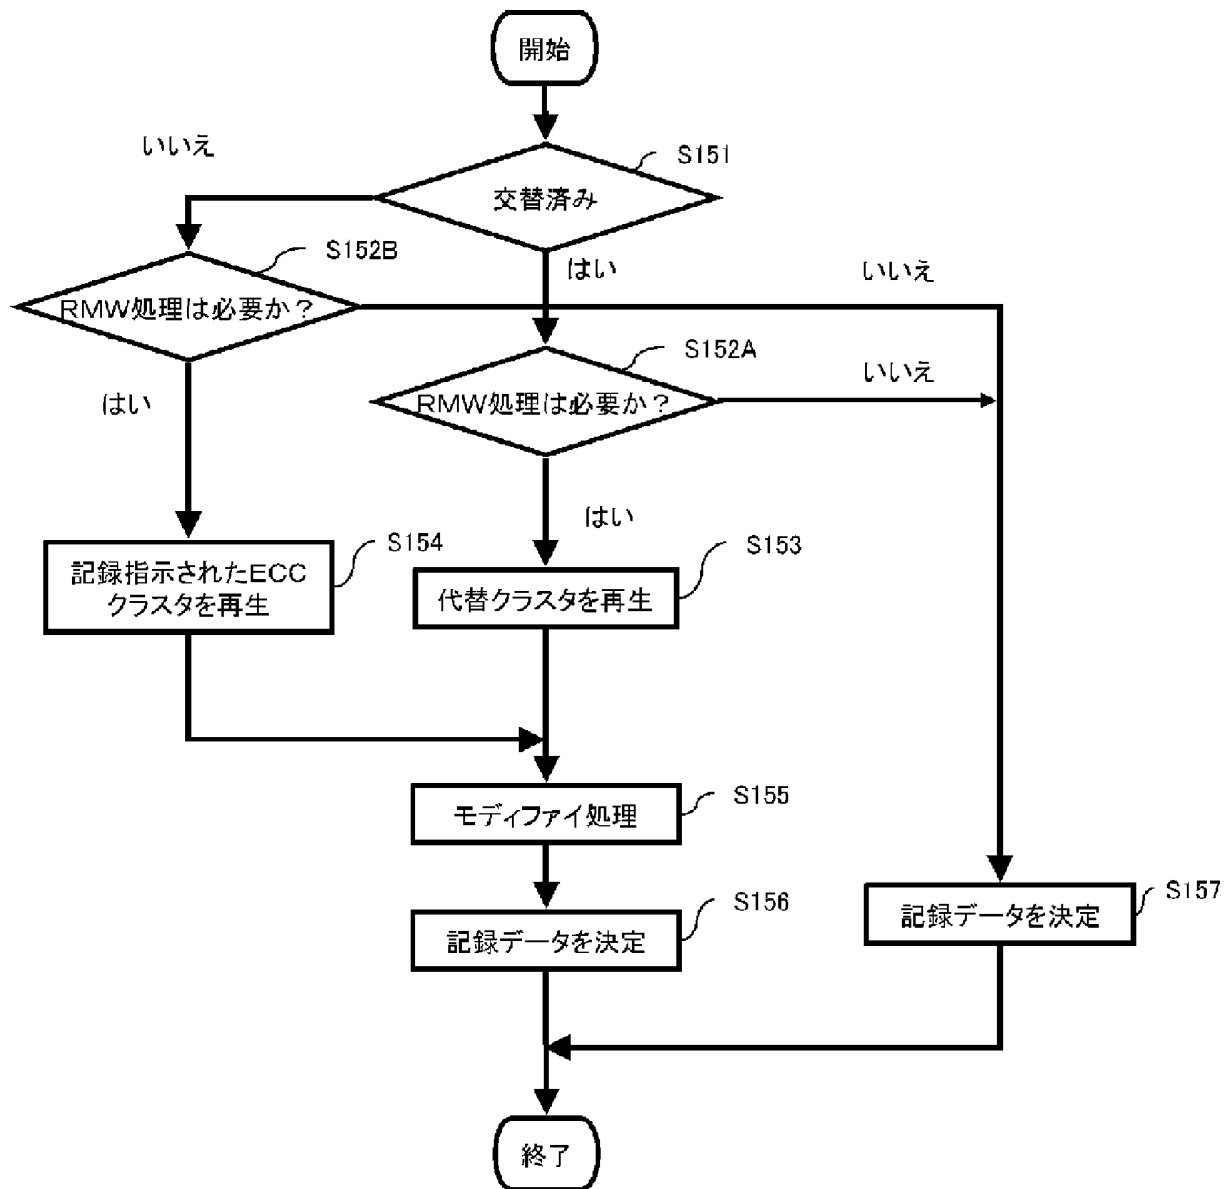 開始
いいえ
S151
交替済み
S152B
はい
いいえ
RMW処理は必要か?
S152A
いいえ
はい
RMW処理は必要か?
はい
S154
S153
記録指示されたECC
クラスタを再生
代替クラスタを再生
S155
モディファイ処理
S156
S157
記録データを決定
記録データを決定
終了